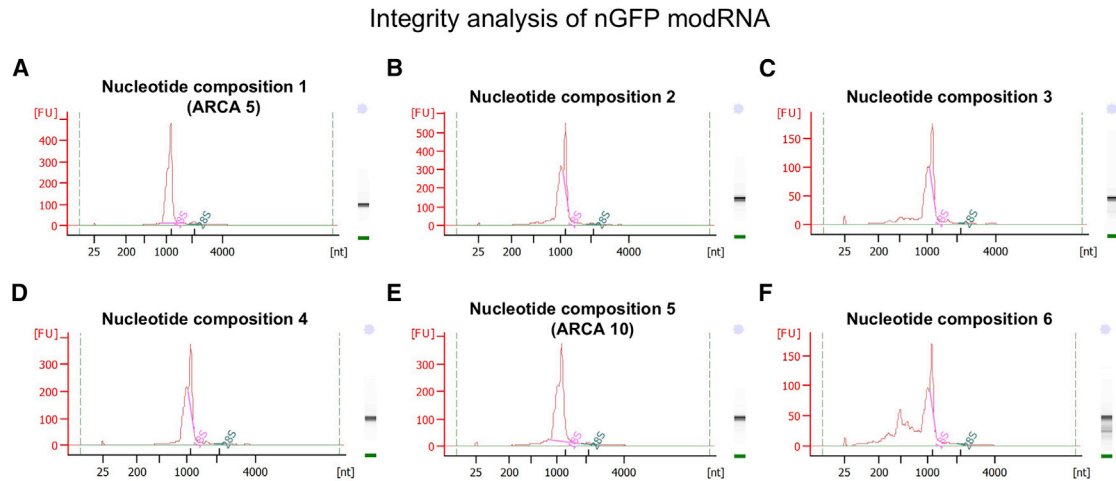 Integrity analysis of nGFP modRNA
A
Nucleotide composition 1
(ARCA 5)
[FU]
400
300
200
100
0
18S
28S
25
200
1000
4000
[nt]
B
Nucleotide composition 2
[FU]
500
400
300
200
100
0
18S
28S
25
200
1000
4000
[nt]
C
Nucleotide composition 3
[FU]
150
100
50
0
18S
28S
25
200
1000
4000
[nt]
D
Nucleotide composition 4
[FU]
300
200
100
0
18S
28S
25
200
1000
4000
[nt]
E
Nucleotide composition 5
(ARCA 10)
[FU]
300
200
100
0
18S
28S
25
200
1000
4000
[nt]
F
Nucleotide composition 6
[FU]
150
100
50
0
18S
28S
25
200
1000
4000
[nt]